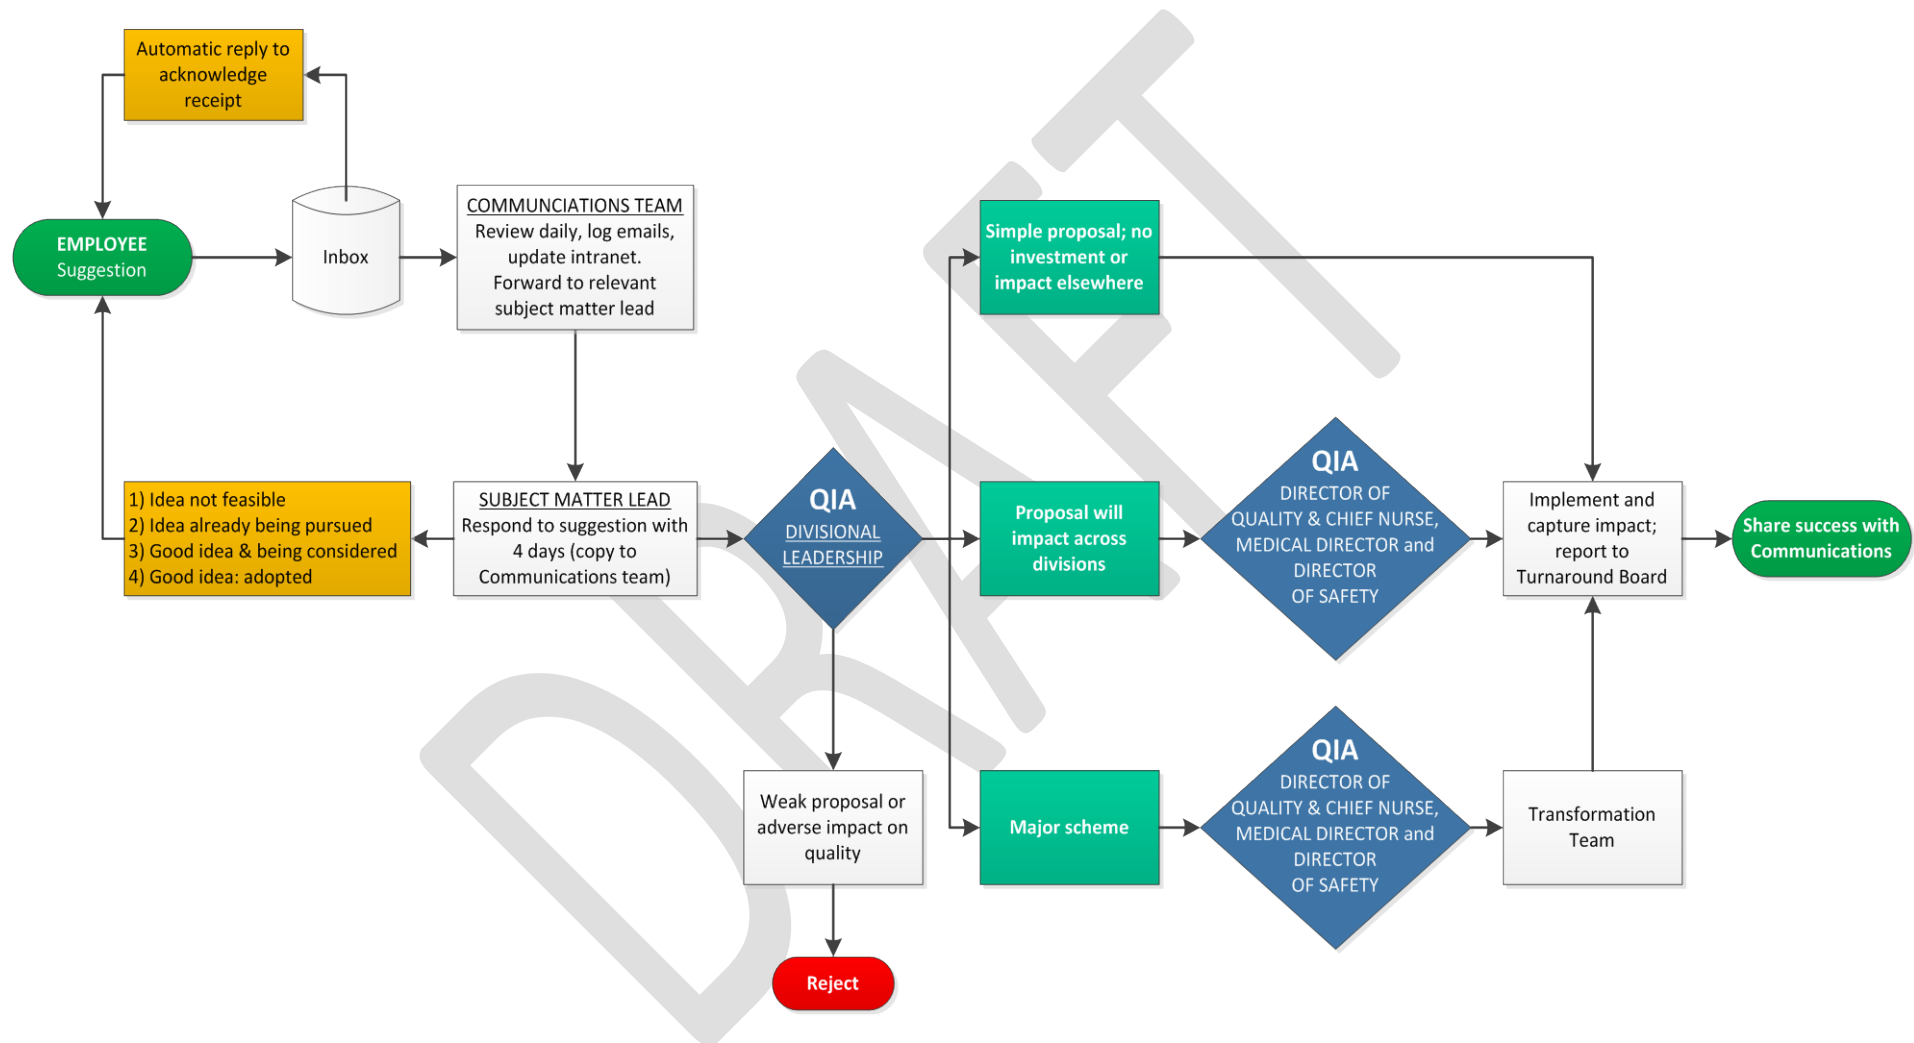 Automatic reply to
acknowledge
receipt
EMPLOYEE
Suggestion
Inbox
COMMUNCIATIONS TEAM
Review daily, log emails,
update intranet.
Forward to relevant
subject matter lead
Simple proposal; no
investment or
impact elsewhere
1) Idea not feasible
2) Idea already being pursued
3) Good idea & being considered
4) Good idea: adopted
SUBJECT MATTER LEAD
Respond to suggestion with
4 days (copy to
Communications team)
QIA
DIVISIONAL
LEADERSHIP
Proposal will
impact across
divisions
QIA
DIRECTOR OF
QUALITY & CHIEF NURSE,
MEDICAL DIRECTOR and
DIRECTOR
OF SAFETY
Implement and
capture impact;
report to
Turnaround Board
Share success with
Communications
Weak proposal or
adverse impact on
quality
Major scheme
QIA
DIRECTOR OF
QUALITY & CHIEF NURSE,
MEDICAL DIRECTOR and
DIRECTOR
OF SAFETY
Transformation
Team
Reject
DRAFT